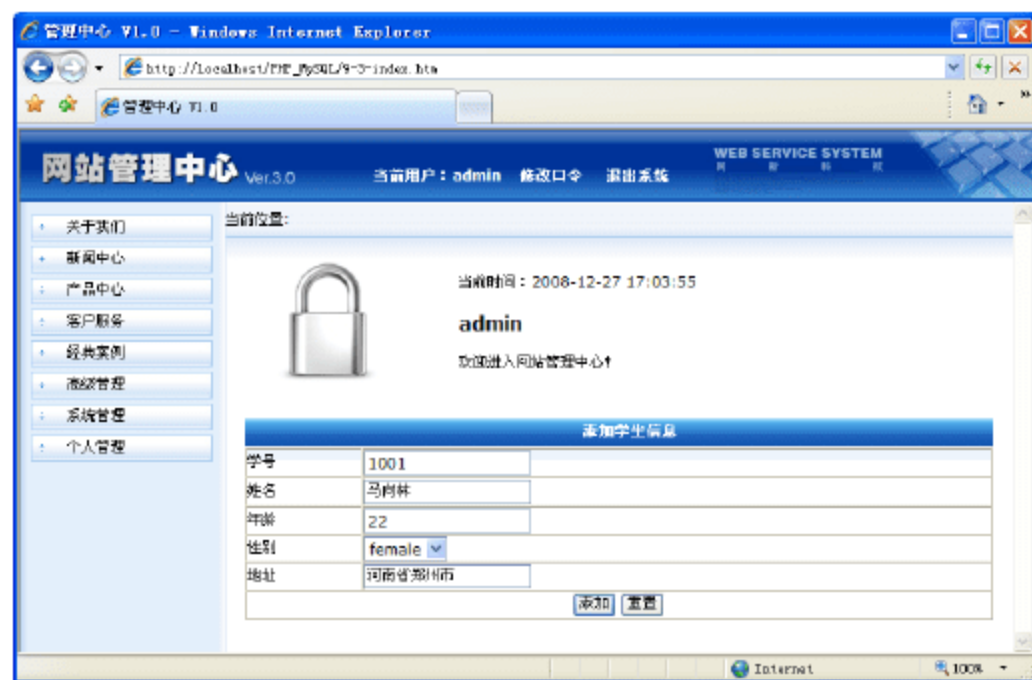 管理中心 V1.0 - Windows Internet Explorer
http://localhost/PHP_MySQL/9-3-index.htm
管理中心 V1.0
网站管理中心 Ver.3.0
当前用户：admin 修改口令 退出系统
WEB SERVICE SYSTEM
当前位置:
关于我们
新闻中心
产品中心
客户服务
经典案例
高级管理
系统管理
个人管理
当前时间：2008-12-27 17:03:55
admin
欢迎进入网站管理中心!
添加学生信息
学号 1001
姓名 马向林
年龄 22
性别 female
地址 河南省郑州市
添加 重置
Internet 100%